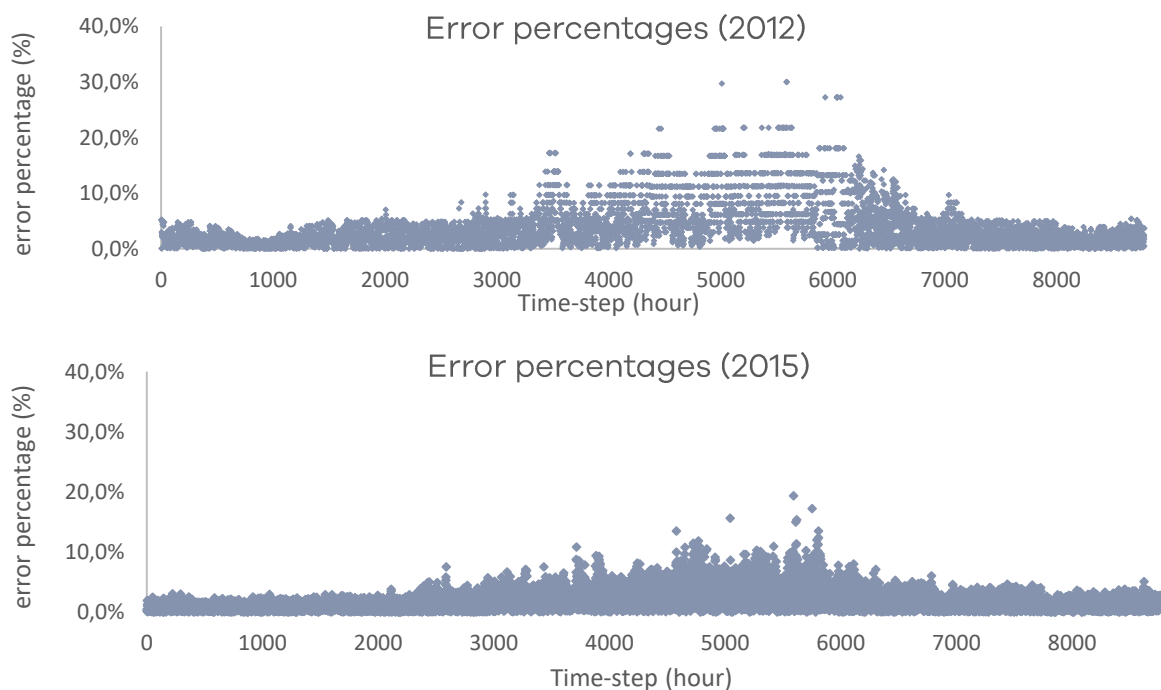 Error percentages (2012)
error percentage (%)
40,0%
30,0%
20,0%
10,0%
0,0%
0 1000 2000 3000 4000 5000 6000 7000 8000
Time-step (hour)
Error percentages (2015)
error percentage (%)
40,0%
30,0%
20,0%
10,0%
0,0%
0 1000 2000 3000 4000 5000 6000 7000 8000
Time-step (hour)